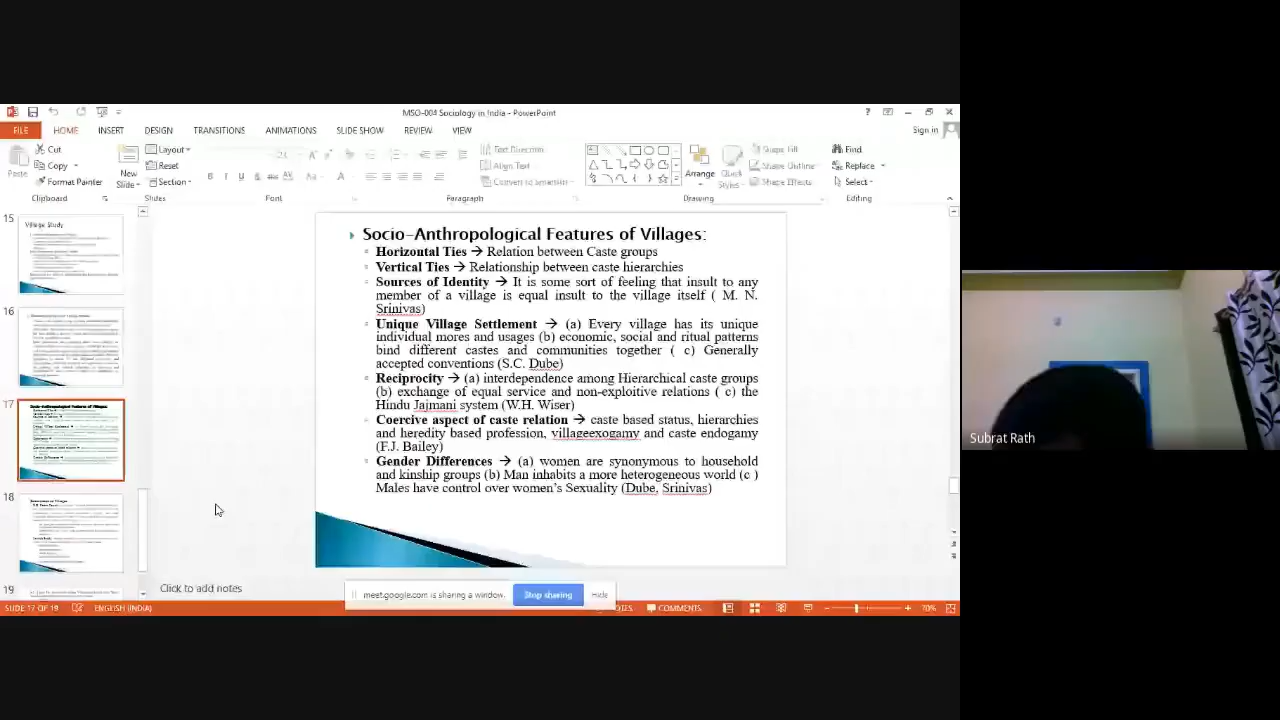 MSO-004 Sociology in India - PowerPoint
FILE HOME INSERT DESIGN TRANSITIONS ANIMATIONS SLIDE SHOW REVIEW VIEW Sign in
Cut
Copy
Format Painter
Paste
Clipboard
New Slide
Layout
Reset
Section
Slides
Font
Text Direction
Align Text
Convert to SmartArt
Paragraph
Arrange
Quick Styles
Shape Fill
Shape Outline
Shape Effects
Drawing
Find
Replace
Select
Editing
15
Village Study
16
17
18
19
Socio-Anthropological Features of Villages:
Horizontal Ties → Relation between Caste groups
Vertical Ties → Relationship between caste hierarchies
Sources of Identity → It is some sort of feeling that insult to any
member of a village is equal insult to the village itself ( M. N.
Srinivas)
Unique Village settlement → (a) Every village has its unique
individual mores and usages (b) economic, social and ritual patterns
bind different castes and communities together ( c) Generally
accepted conventions (S.C. Dube)
Reciprocity → (a) interdependence among Hierarchical caste groups
(b) exchange of equal service and non-exploitive relations ( c) the
Hindu Jajmani system (W.H. Wiser)
Coercive aspect of caste relation → caste based status, hierarchies
and heredity based profession, villageexogamy and caste endogamy
(F.J. Bailey)
Gender Differences → (a) women are synonymous to household
and kinship groups (b) Man inhabits a more heterogeneous world (c )
Males have control over women's Sexuality (Dube, Srinivas)
Click to add notes
meet.google.com is sharing a window. Stop sharing Hide
SLIDE 17 OF 19 ENGLISH (INDIA) COMMENTS 70%
Subrat Rath